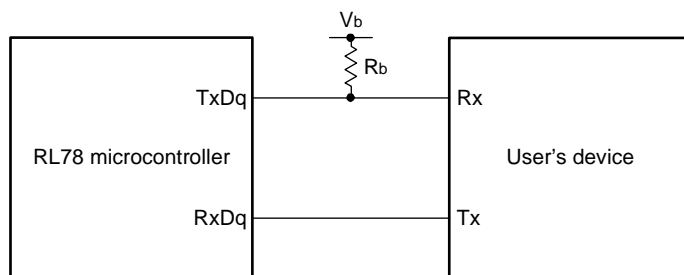 Vb
Rb
TxDq
Rx
RL78 microcontroller
User's device
RxDq
Tx